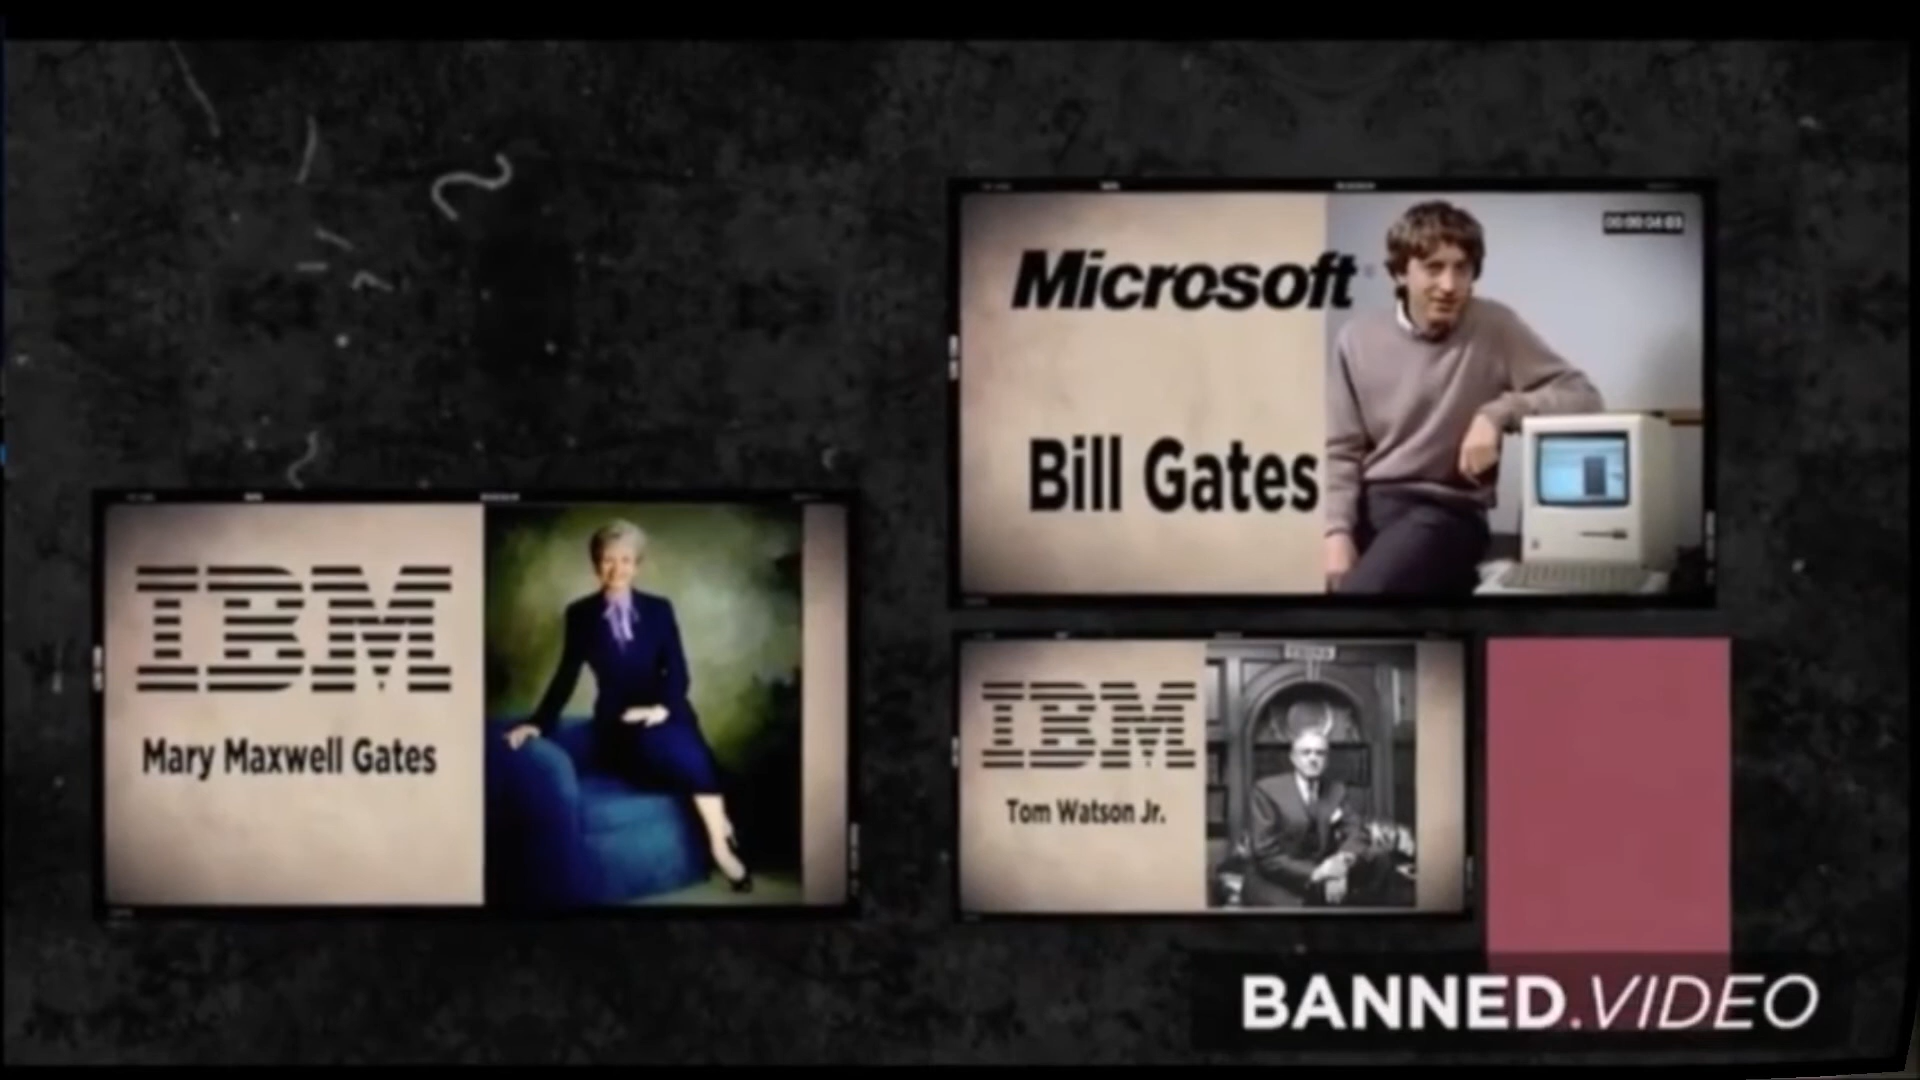 Microsoft
Bill Gates
IBM
Mary Maxwell Gates
IBM
Tom Watson Jr.
BANNED.VIDEO